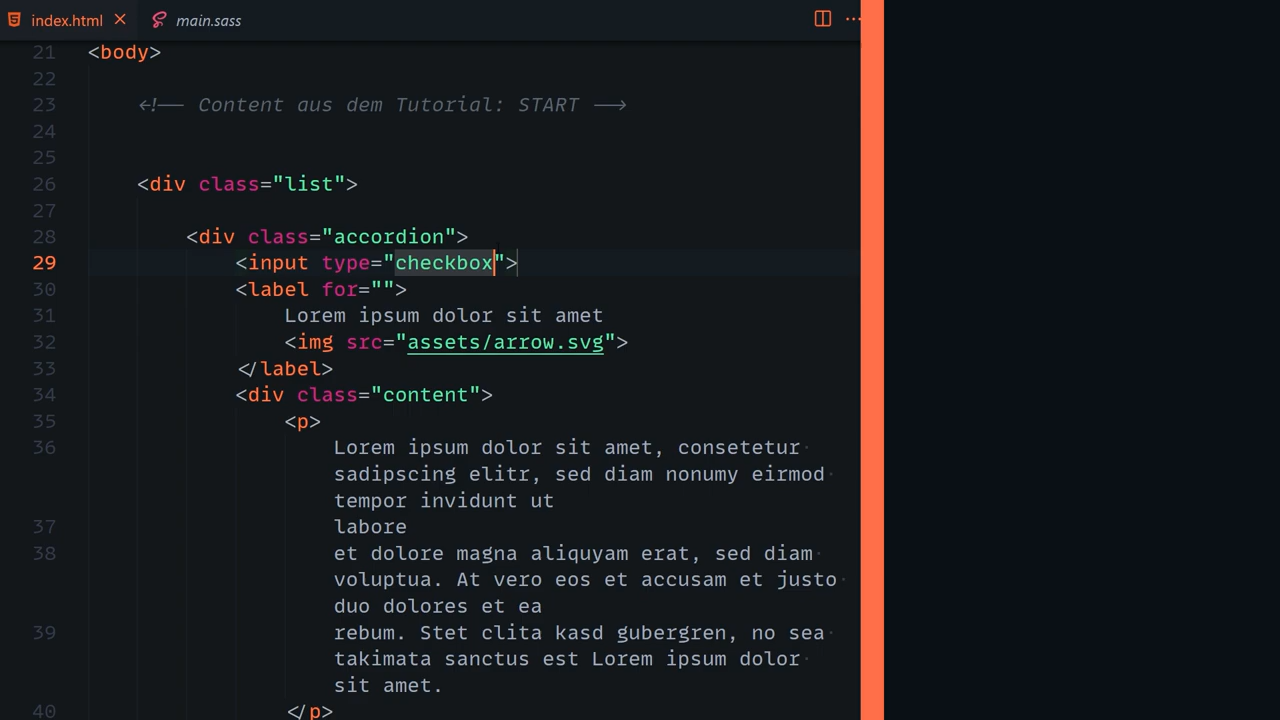 index.html × main.sass ...
21 <body>
22
23 <!-- Content aus dem Tutorial: START -->
24
25
26 <div class="list">
27
28 <div class="accordion">
29 <input type="checkbox">
30 <label for="">
31 Lorem ipsum dolor sit amet
32 <img src="assets/arrow.svg">
33 </label>
34 <div class="content">
35 <p>
36 Lorem ipsum dolor sit amet, consetetur
sadipscing elitr, sed diam nonumy eirmod
tempor invidunt ut
37 labore
38 et dolore magna aliquyam erat, sed diam
voluptua. At vero eos et accusam et justo
duo dolores et ea
39 rebum. Stet clita kasd gubergren, no sea
takimata sanctus est Lorem ipsum dolor
sit amet.
40 </p>